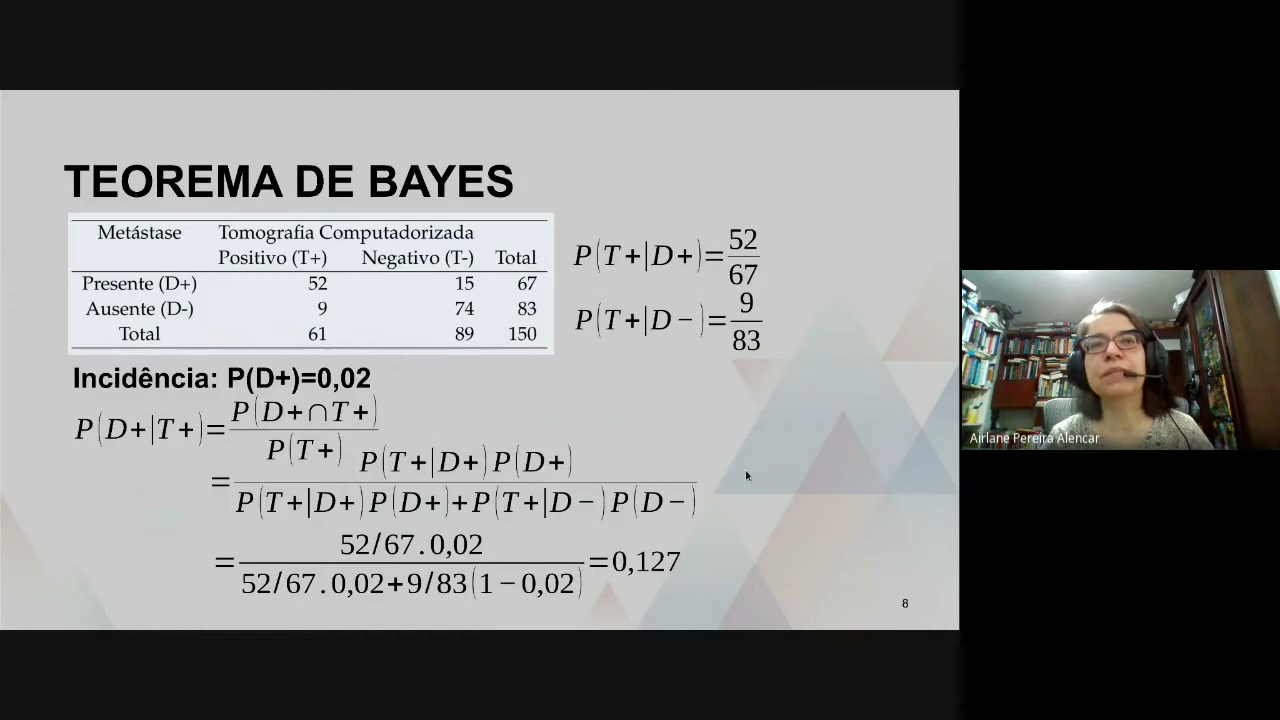 TEOREMA DE BAYES
Metástase Tomografia Computadorizada
Positivo (T+) Negativo (T-) Total
Presente (D+) 52 15 67
Ausente (D-) 9 74 83
Total 61 89 150
P(T+|D+)=52/67
P(T+|D−)=9/83
Incidência: P(D+)=0,02
P(D+|T+)=P(D+∩T+)/P(T+)
=P(T+|D+)P(D+)/P(T+|D+)P(D+)+P(T+|D−)P(D−)
=52/67.0,02/52/67.0,02+9/83(1−0,02)=0,127
8
Airlane Pereira Alencar